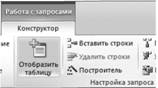 Работа с запросами
Конструктор
Отобразить
таблицу
Вставить строки
Удалить строки
Построитель
Настройка запроса